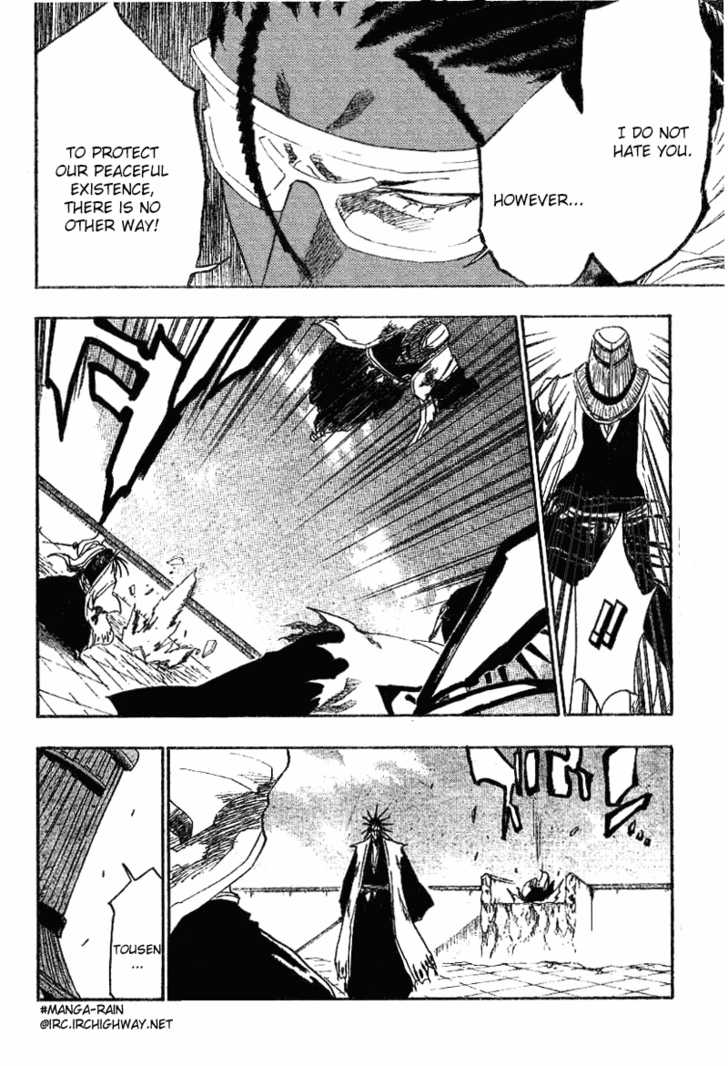 I DO NOT
HATE YOU.
HOWEVER...
TO PROTECT
OUR PEACEFUL
EXISTENCE,
THERE IS NO
OTHER WAY!
!!
TOUSEN
...
#MANGA-RAIN
@IRC.IRCHIGHWAY.NET